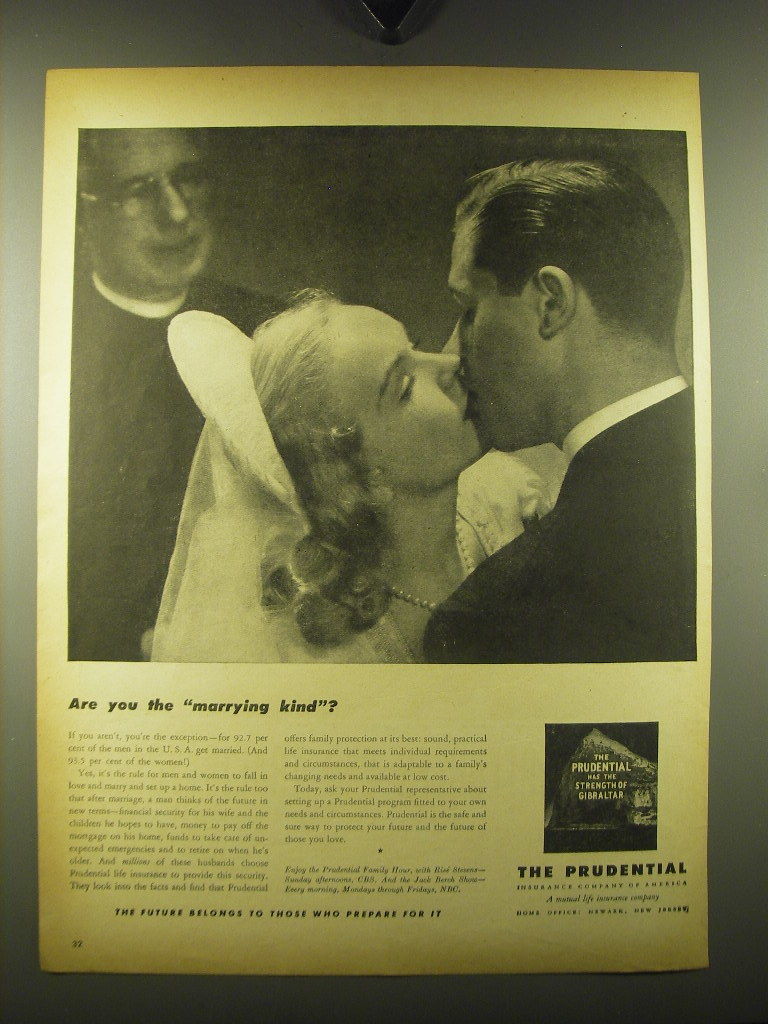 Are you the "marrying kind"?
If you aren't, you're the exception—for 92.7 per
cent of the men in the U. S. A. get married. (And
93.5 per cent of the women!)
Yes, it's the rule for men and women to fall in
love and marry and set up a home. It's the rule too
that after marriage, a man thinks of the future in
new terms—financial security for his wife and the
children he hopes to have, money to pay off the
mortgage on his home, funds to take care of un-
expected emergencies and to retire on when he's
older. And millions of these husbands choose
Prudential life insurance to provide this security.
They look into the facts and find that Prudential
offers family protection at its best: sound, practical
life insurance that meets individual requirements
and circumstances, that is adaptable to a family's
changing needs and available at low cost.
Today, ask your Prudential representative about
setting up a Prudential program fitted to your own
needs and circumstances. Prudential is the safe and
sure way to protect your future and the future of
those you love.
Enjoy the Prudential Family Hour, with Risë Stevens—
Sunday afternoons, CBS. And the Jack Berch Show—
Every morning, Mondays through Fridays, NBC.
THE FUTURE BELONGS TO THOSE WHO PREPARE FOR IT
THE
PRUDENTIAL
HAS THE
STRENGTH OF
GIBRALTAR
THE PRUDENTIAL
INSURANCE COMPANY OF AMERICA
A mutual life insurance company
HOME OFFICE: NEWARK, NEW JERSEY
32